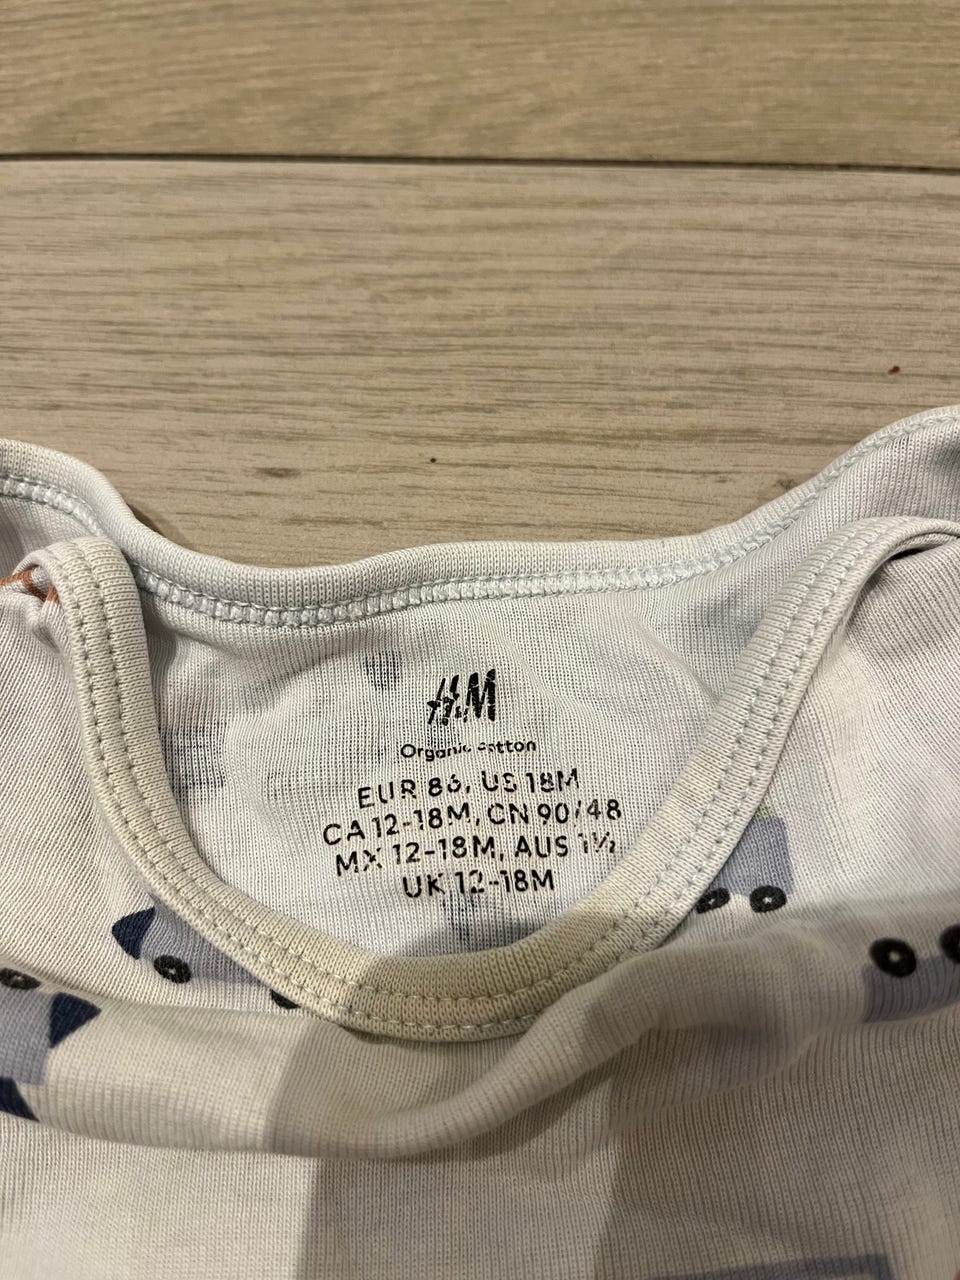 H&M
Organic cotton
EUR 86, US 18M
CA 12-18M, CN 90/48
MX 12-18M, AUS 1½
UK 12-18M